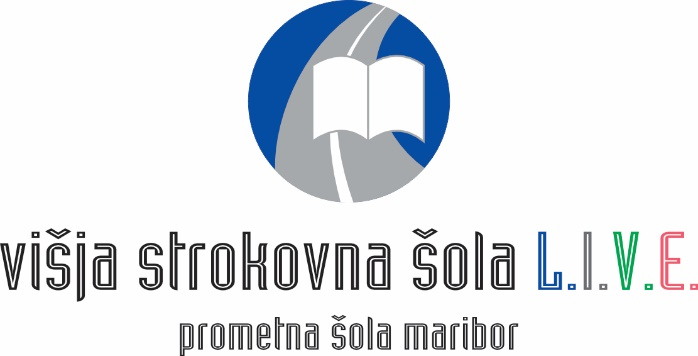 višja strokovna šola L.I.V.E.
prometna šola maribor